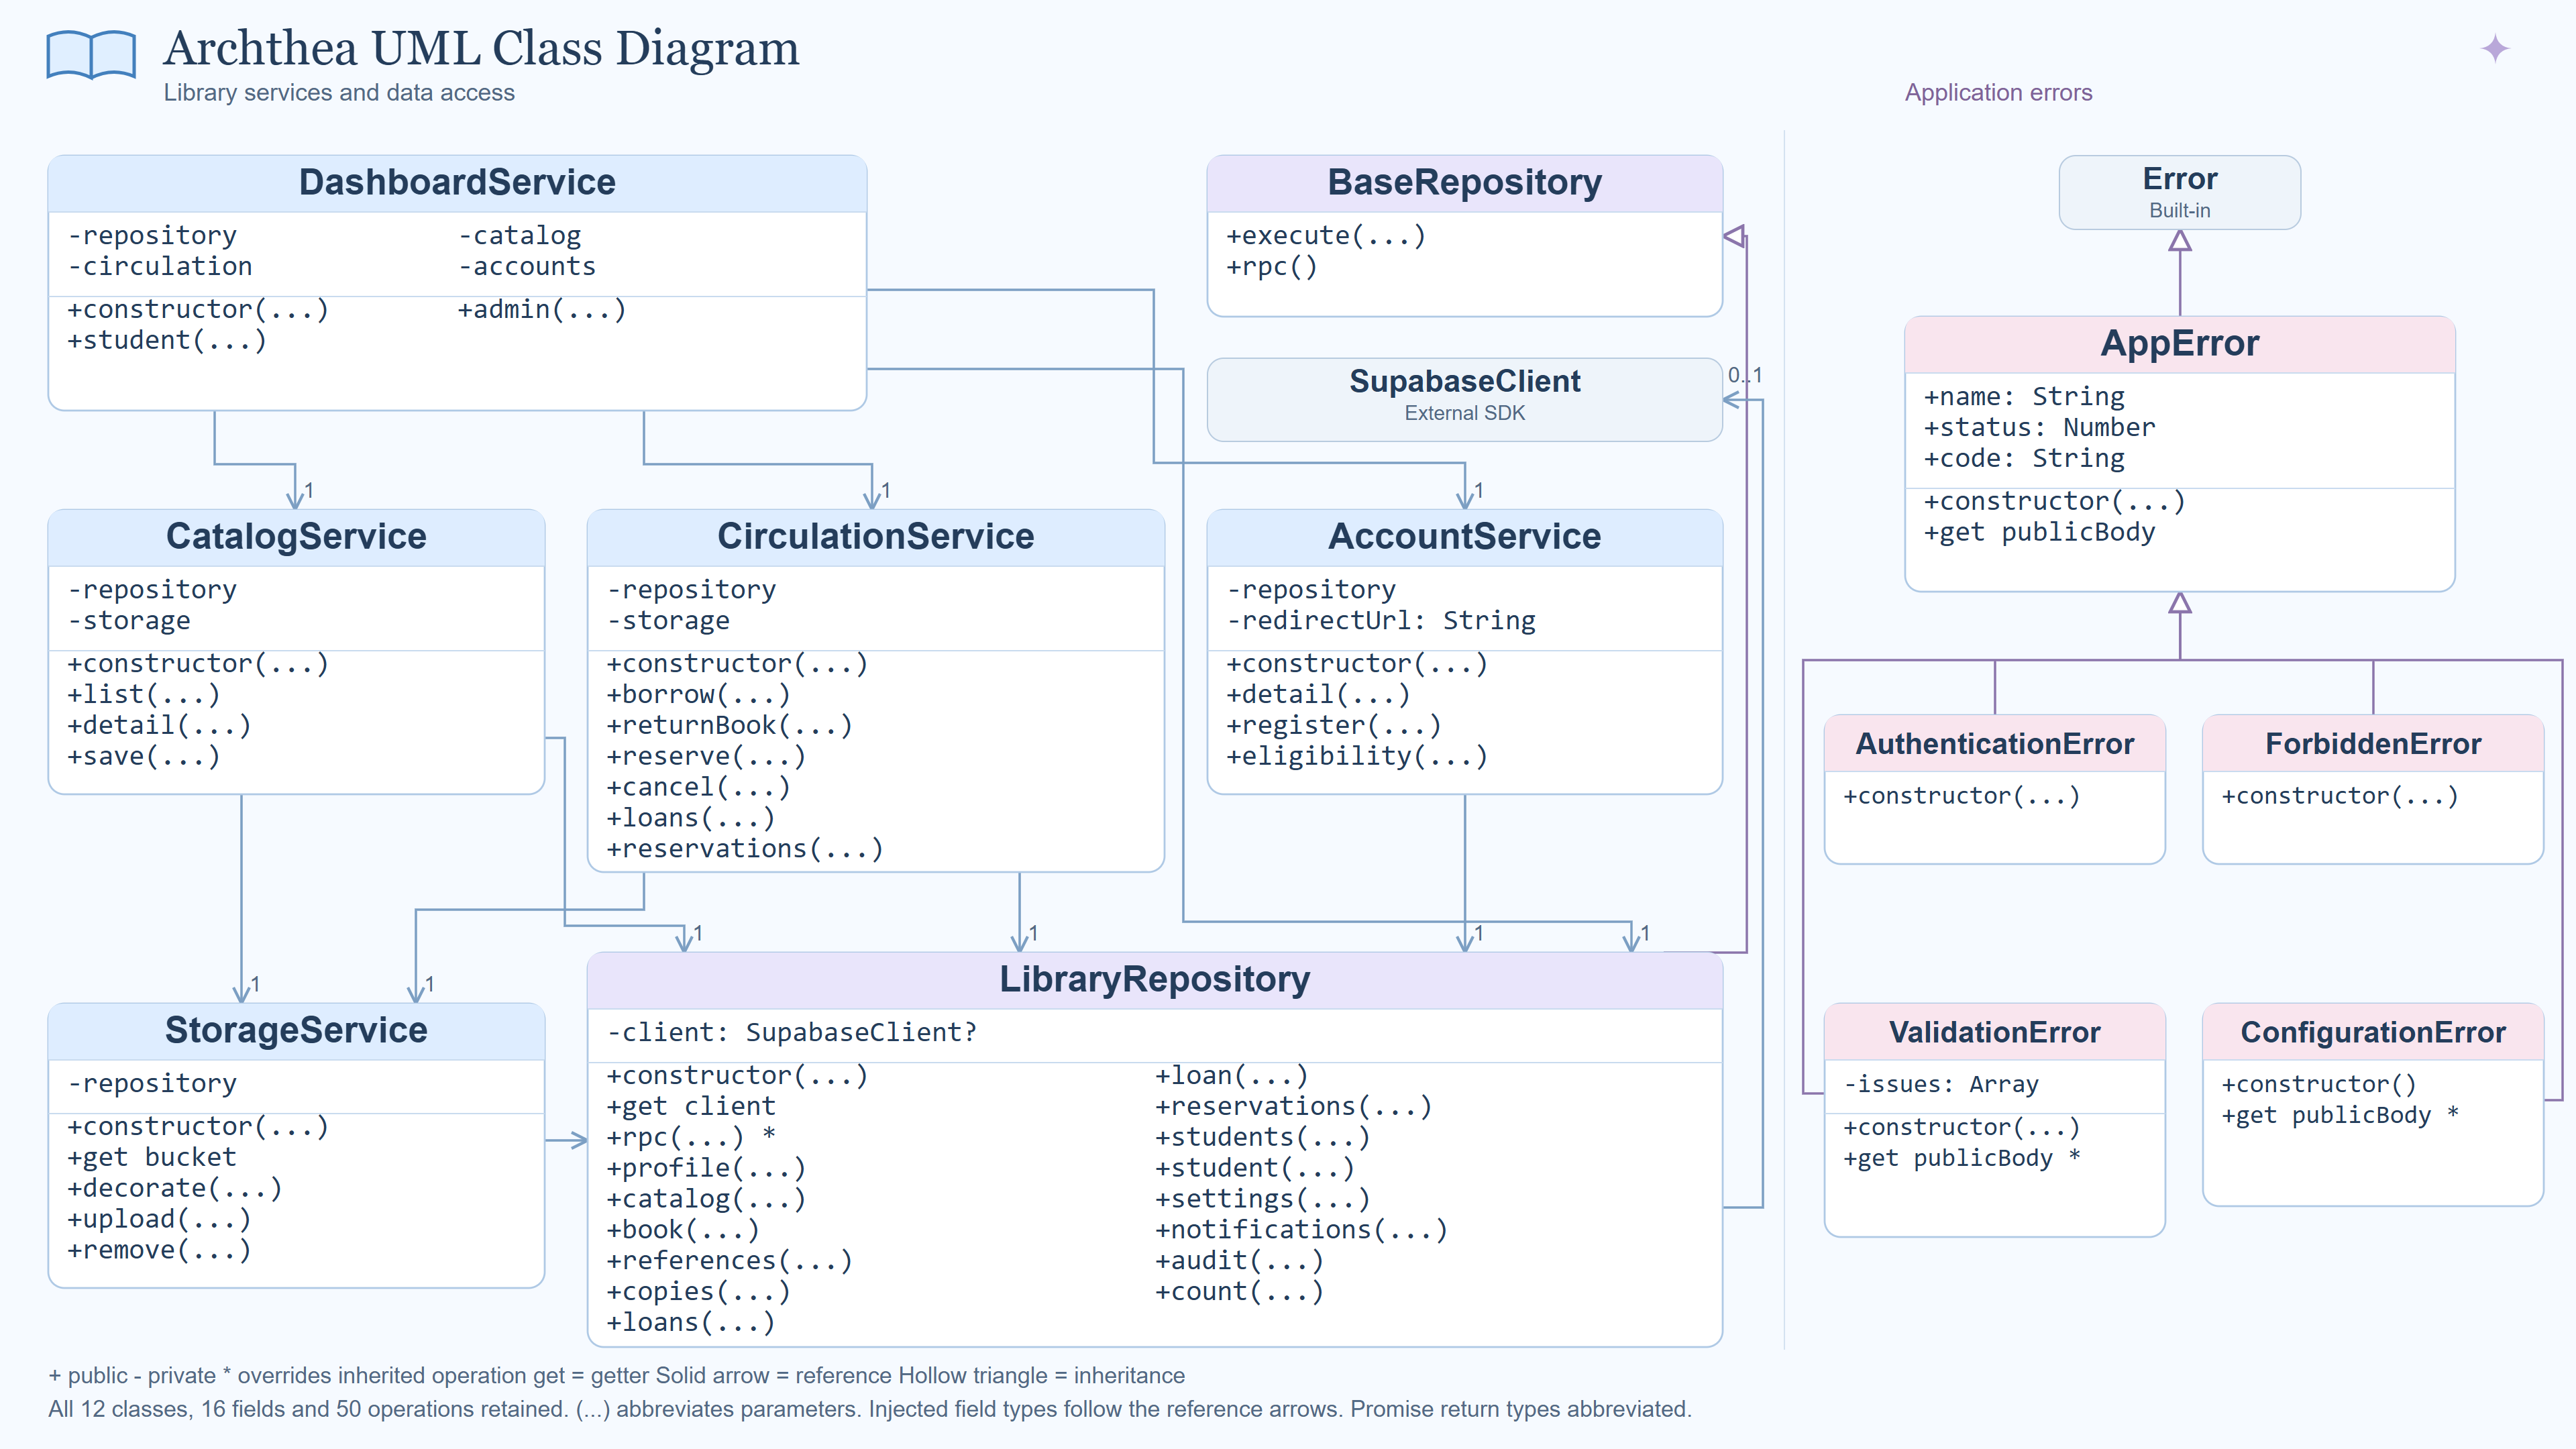 Archthea UML Class Diagram
Library services and data access
Application errors
DashboardService
-repository
-circulation
-catalog
-accounts
+constructor(...)
+student(...)
+admin(...)
BaseRepository
+execute(...)
+rpc()
SupabaseClient
External SDK
0..1
1
1
1
CatalogService
-repository
-storage
+constructor(...)
+list(...)
+detail(...)
+save(...)
CirculationService
-repository
-storage
+constructor(...)
+borrow(...)
+returnBook(...)
+reserve(...)
+cancel(...)
+loans(...)
+reservations(...)
AccountService
-repository
-redirectUrl: String
+constructor(...)
+detail(...)
+register(...)
+eligibility(...)
1
1
1
1
1
1
StorageService
-repository
+constructor(...)
+get bucket
+decorate(...)
+upload(...)
+remove(...)
LibraryRepository
-client: SupabaseClient?
+constructor(...)
+get client
+rpc(...) *
+profile(...)
+catalog(...)
+book(...)
+references(...)
+copies(...)
+loans(...)
+loan(...)
+reservations(...)
+students(...)
+student(...)
+settings(...)
+notifications(...)
+audit(...)
+count(...)
Error
Built-in
AppError
+name: String
+status: Number
+code: String
+constructor(...)
+get publicBody
AuthenticationError
+constructor(...)
ForbiddenError
+constructor(...)
ValidationError
-issues: Array
+constructor(...)
+get publicBody *
ConfigurationError
+constructor()
+get publicBody *
+ public - private * overrides inherited operation get = getter Solid arrow = reference Hollow triangle = inheritance
All 12 classes, 16 fields and 50 operations retained. (...) abbreviates parameters. Injected field types follow the reference arrows. Promise return types abbreviated.